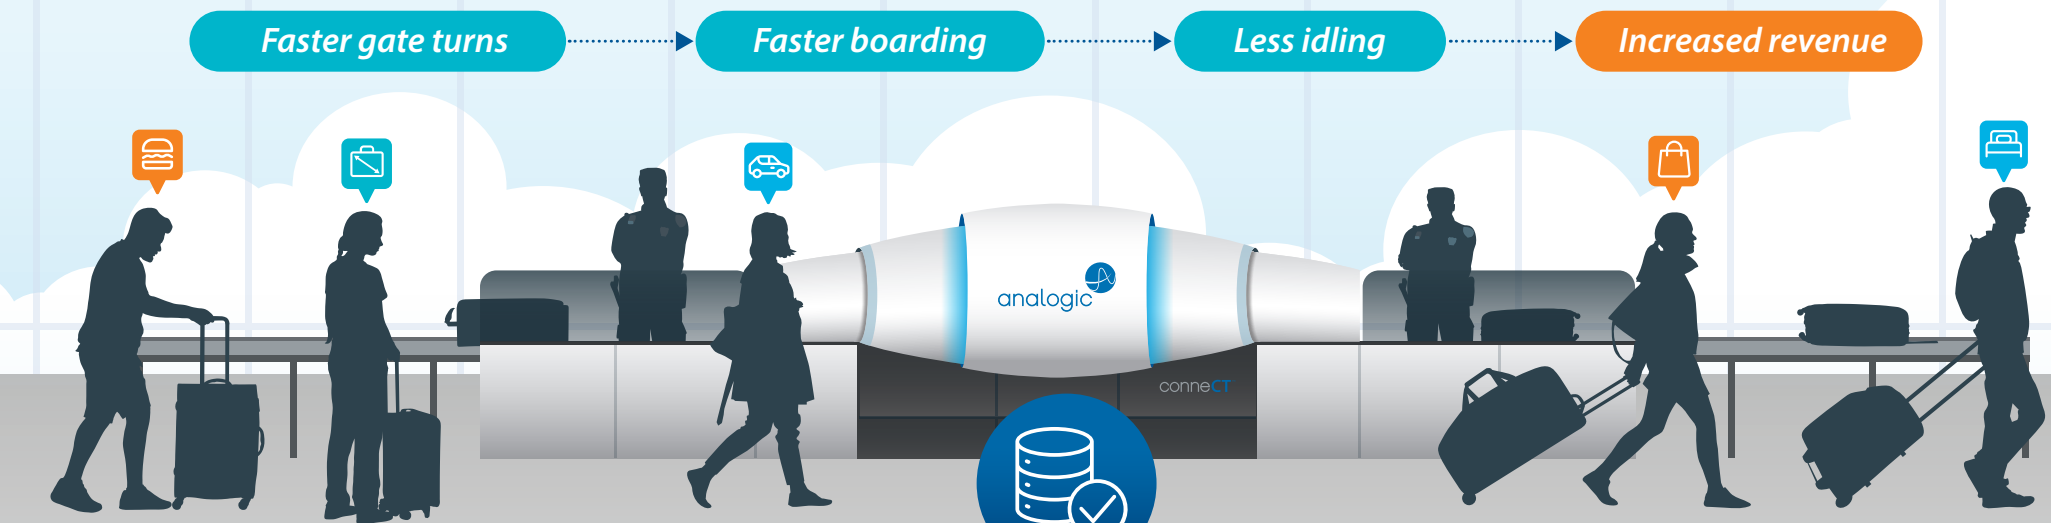 Faster gate turns
Faster boarding
Less idling
Increased revenue
analogic
conneCT